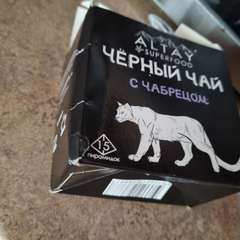 ALTAY
SUPERFOOD
ЧЁРНЫЙ ЧАЙ
С ЧАБРЕЦОМ
15
пирамидок